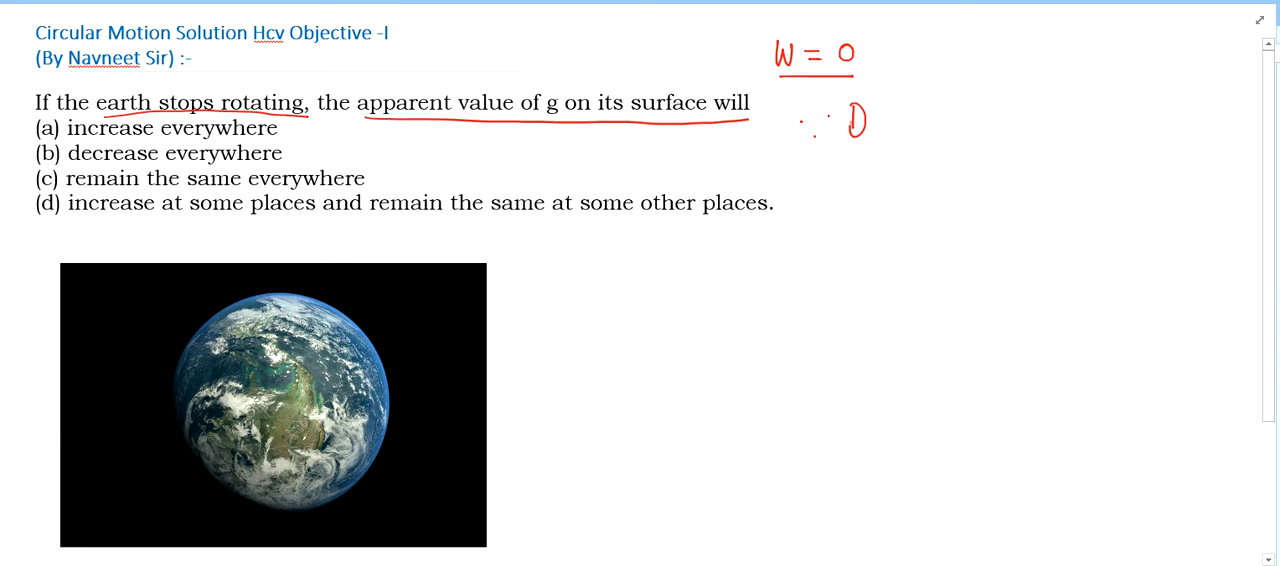 Circular Motion Solution Hcv Objective -I
(By Navneet Sir) :-
W = 0
If the earth stops rotating, the apparent value of g on its surface will
(a) increase everywhere
∵ D
(b) decrease everywhere
(c) remain the same everywhere
(d) increase at some places and remain the same at some other places.